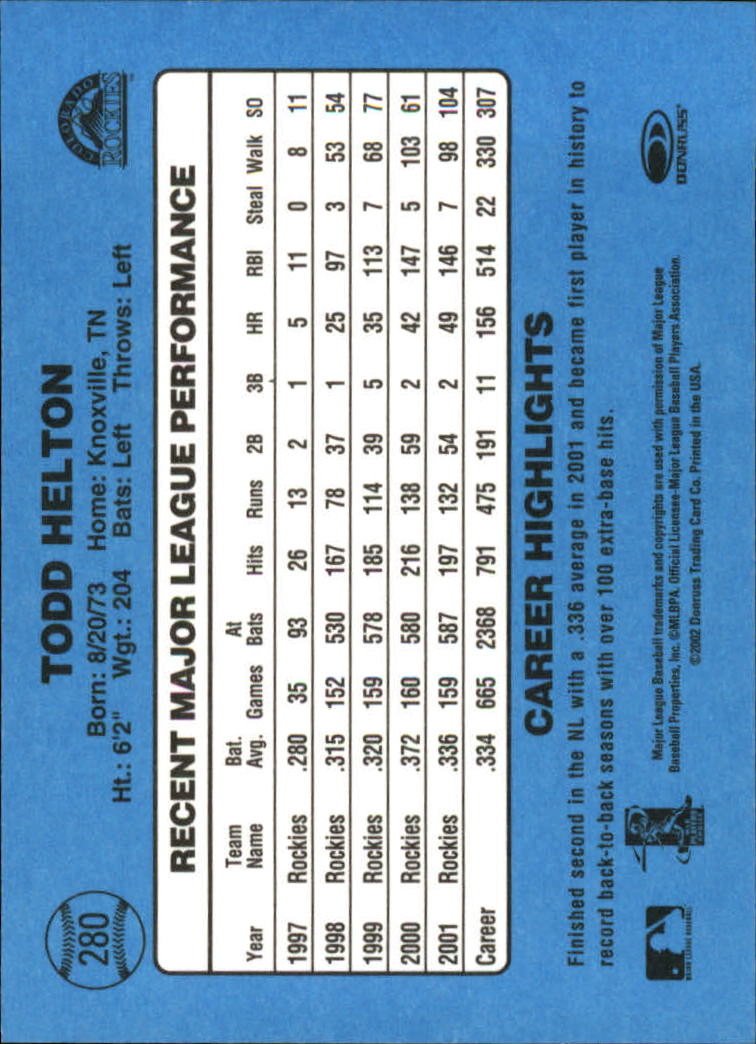 280
TODD HELTON
Born: 8/20/73 Home: Knoxville, TN
Ht.: 6'2" Wgt.: 204 Bats: Left Throws: Left
COLORADO
ROCKIES
TM
RECENT MAJOR LEAGUE PERFORMANCE
Year Team Name Bat. Avg. Games At Bats Hits Runs 2B 3B HR RBI Steal Walk SO
1997 Rockies .280 35 93 26 13 2 1 5 11 0 8 11
1998 Rockies .315 152 530 167 78 37 1 25 97 3 53 54
1999 Rockies .320 159 578 185 114 39 5 35 113 7 68 77
2000 Rockies .372 160 580 216 138 59 2 42 147 5 103 61
2001 Rockies .336 159 587 197 132 54 2 49 146 7 98 104
Career .334 665 2368 791 475 191 11 156 514 22 330 307
CAREER HIGHLIGHTS
Finished second in the NL with a .336 average in 2001 and became first player in history to
record back-to-back seasons with over 100 extra-base hits.
MAJOR LEAGUE BASEBALL
Major League Baseball trademarks and copyrights are used with permission of Major League
Baseball Properties, Inc. ©MLBPA, Official Licensee-Major League Baseball Players Association.
©2002 Donruss Trading Card Co. Printed in the USA.
DONRUSS®